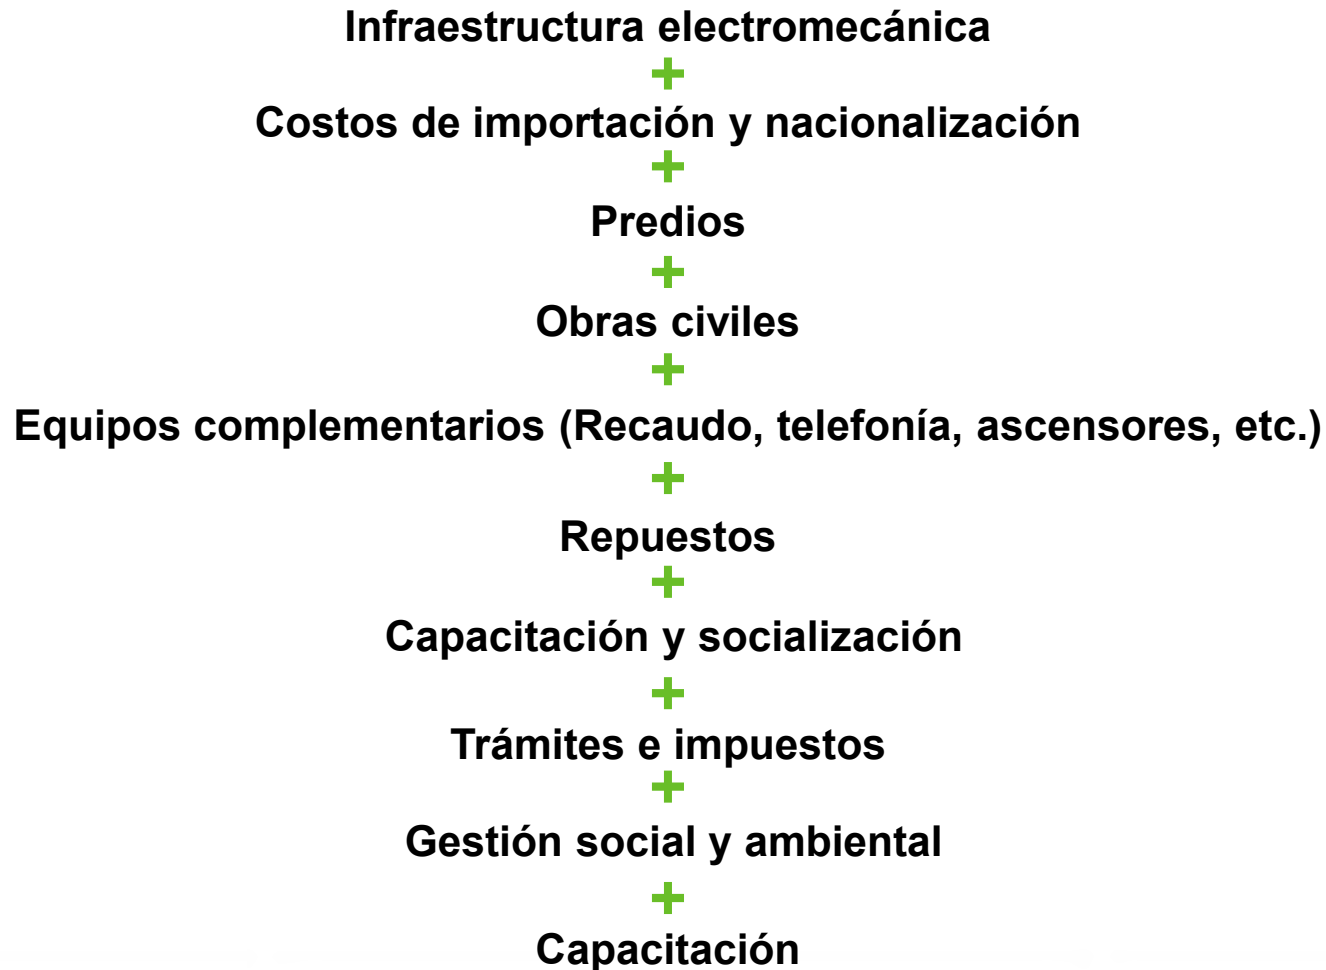 Infraestructura electromecánica
+
Costos de importación y nacionalización
+
Predios
+
Obras civiles
+
Equipos complementarios (Recaudo, telefonía, ascensores, etc.)
+
Repuestos
+
Capacitación y socialización
+
Trámites e impuestos
+
Gestión social y ambiental
+
Capacitación